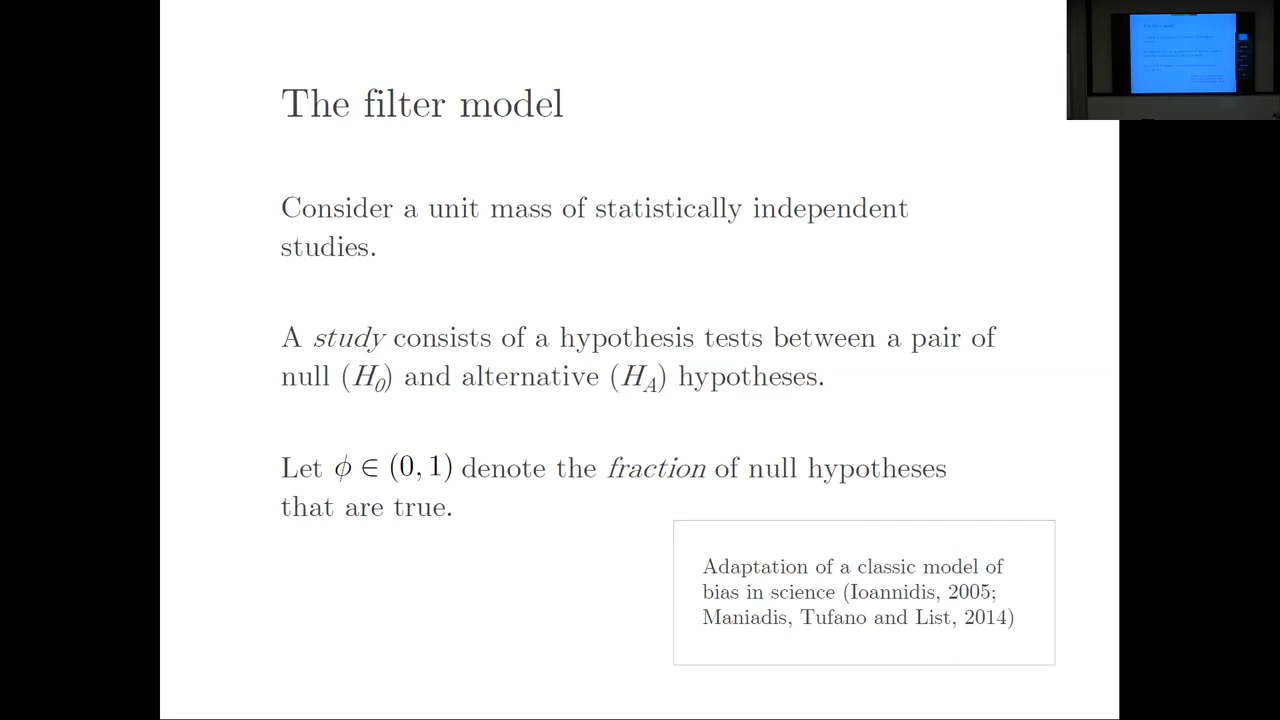 The filter model
Consider a unit mass of statistically independent
studies.
A study consists of a hypothesis tests between a pair of
null (H₀) and alternative (H_A) hypotheses.
Let ϕ ∈ (0, 1) denote the fraction of null hypotheses
that are true.
Adaptation of a classic model of
bias in science (Ioannidis, 2005;
Maniadis, Tufano and List, 2014)